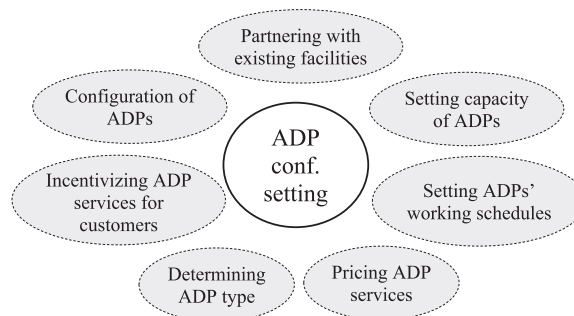 Partnering with
existing facilities
Configuration of
ADPs
Setting capacity
of ADPs
ADP
conf.
setting
Incentivizing ADP
services for
customers
Setting ADPs’
working schedules
Determining
ADP type
Pricing ADP
services